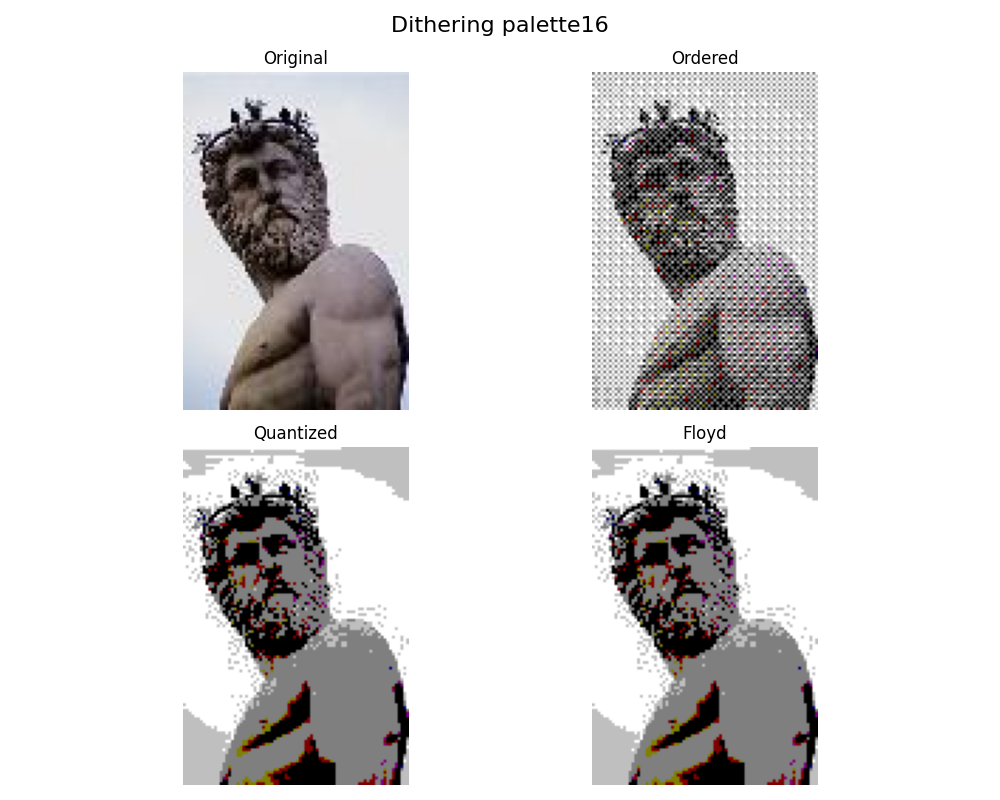 Dithering palette16
Original
Ordered
Quantized
Floyd